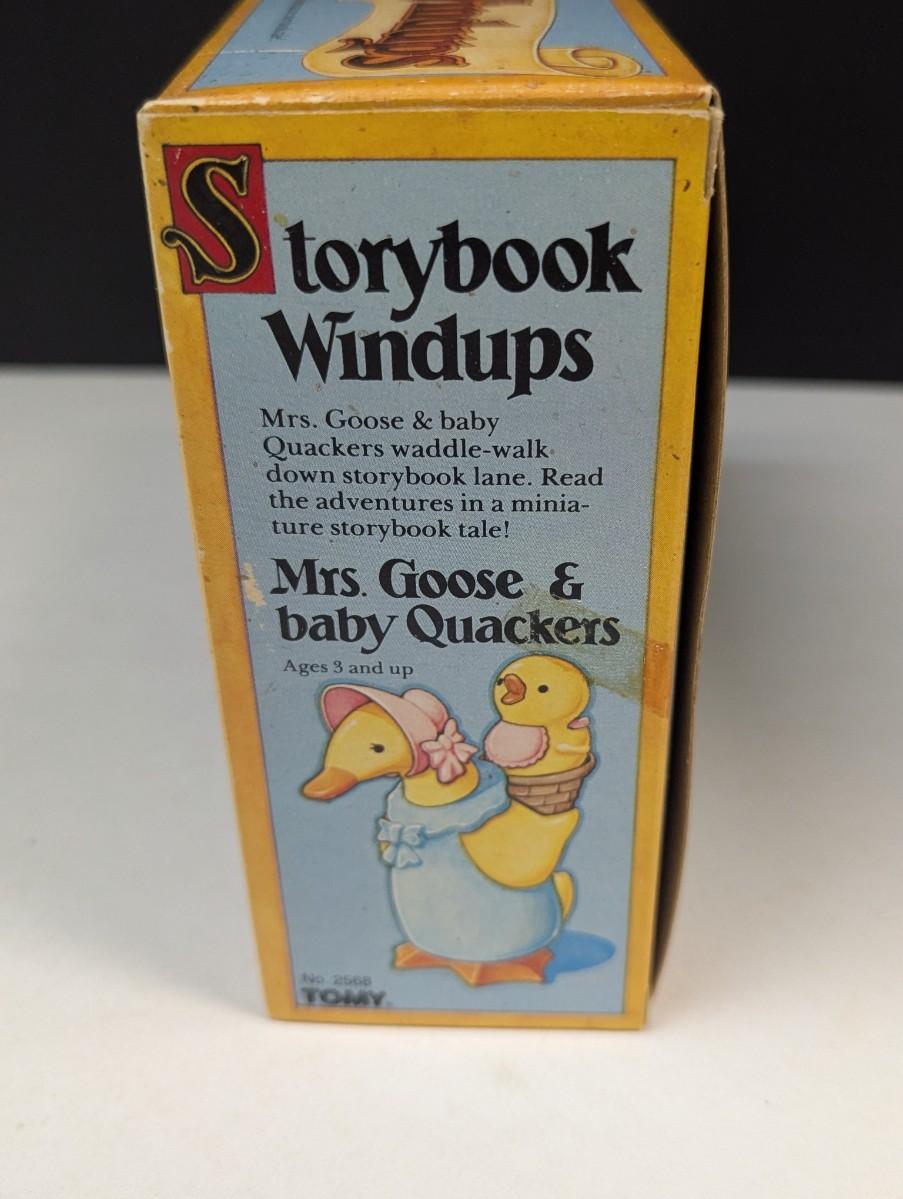 Storybook
Windups
Mrs. Goose & baby
Quackers waddle-walk
down storybook lane. Read
the adventures in a minia-
ture storybook tale!
Mrs. Goose &
baby Quackers
Ages 3 and up
No. 2568
TOMY